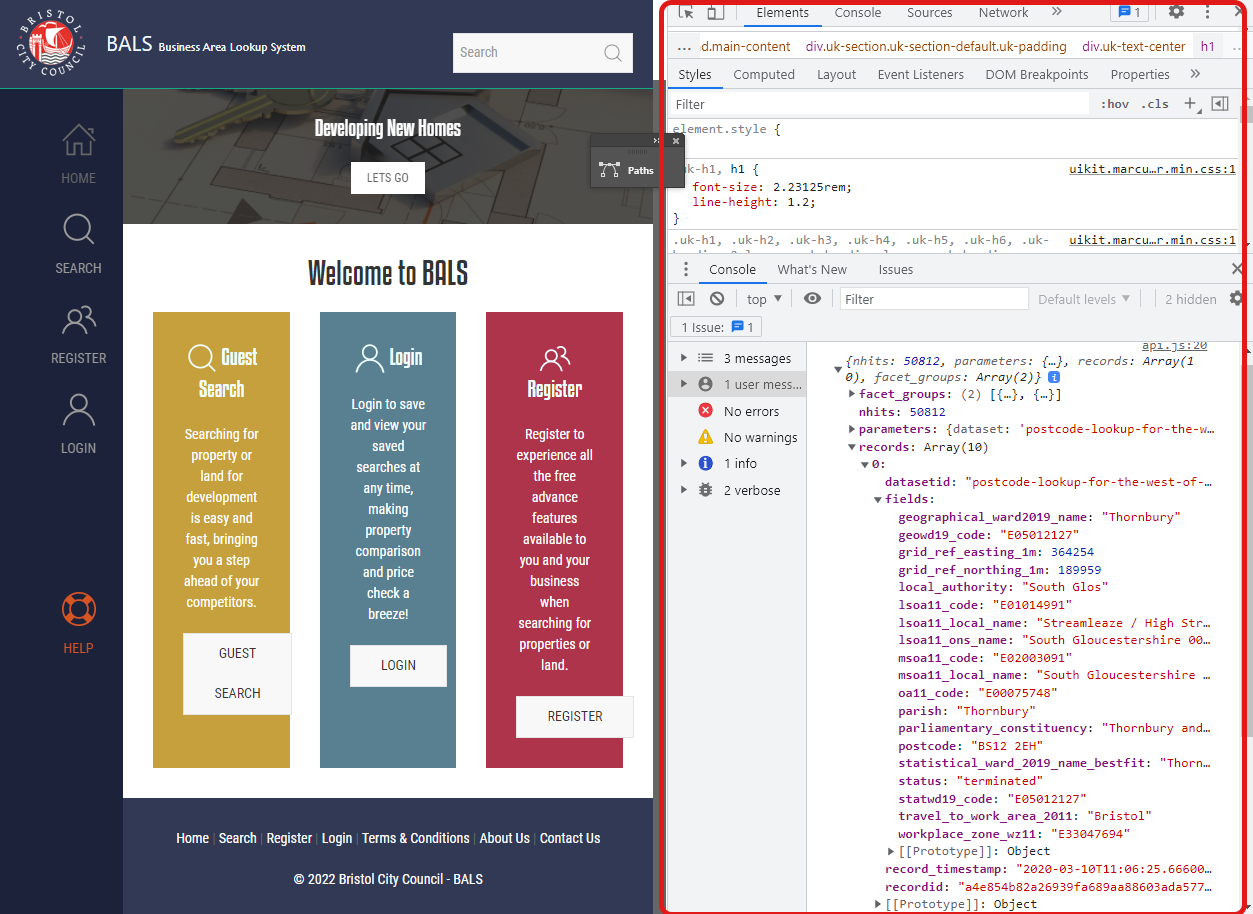 BRISTOL
CITY COUNCIL
BALS Business Area Lookup System
Search
HOME
SEARCH
REGISTER
LOGIN
HELP
Developing New Homes
LETS GO
Paths
Welcome to BALS
Guest
Search
Searching for
property or
land for
development
is easy and
fast, bringing
you a step
ahead of your
competitors.
GUEST
SEARCH
Login
Login to save
and view your
saved
searches at
any time,
making
property
comparison
and price
check a
breeze!
LOGIN
Register
Register to
experience all
the free
advance
features
available to
you and your
business
when
searching for
properties or
land.
REGISTER
Home | Search | Register | Login | Terms & Conditions | About Us | Contact Us
© 2022 Bristol City Council - BALS
Elements Console Sources Network » 1
... d.main-content div.uk-section.uk-section-default.uk-padding div.uk-text-center h1 ...
Styles Computed Layout Event Listeners DOM Breakpoints Properties »
Filter :hov .cls +
element.style {
-h1, h1 { uikit.marcu…r.min.css:1
font-size: 2.23125rem;
line-height: 1.2;
}
.uk-h1, .uk-h2, .uk-h3, .uk-h4, .uk-h5, .uk-h6, .uk- uikit.marcu…r.min.css:1
Console What's New Issues
top Filter Default levels 2 hidden
1 Issue: 1
3 messages
1 user mess...
No errors
No warnings
1 info
2 verbose
api.js:20
{nhits: 50812, parameters: {…}, records: Array(1
0), facet_groups: Array(2)}
facet_groups: (2) [{…}, {…}]
nhits: 50812
parameters: {dataset: 'postcode-lookup-for-the-w…
records: Array(10)
0:
datasetid: "postcode-lookup-for-the-west-of-…
fields:
geographical_ward2019_name: "Thornbury"
geowd19_code: "E05012127"
grid_ref_easting_1m: 364254
grid_ref_northing_1m: 189959
local_authority: "South Glos"
lsoa11_code: "E01014991"
lsoa11_local_name: "Streamleaze / High Str…
lsoa11_ons_name: "South Gloucestershire 00…
msoa11_code: "E02003091"
msoa11_local_name: "South Gloucestershire …
oa11_code: "E00075748"
parish: "Thornbury"
parliamentary_constituency: "Thornbury and…
postcode: "BS12 2EH"
statistical_ward_2019_name_bestfit: "Thorn…
status: "terminated"
statwd19_code: "E05012127"
travel_to_work_area_2011: "Bristol"
workplace_zone_wz11: "E33047694"
[[Prototype]]: Object
record_timestamp: "2020-03-10T11:06:25.66600…
recordid: "a4e854b82a26939fa689aa88603ada577…
[[Prototype]]: Object